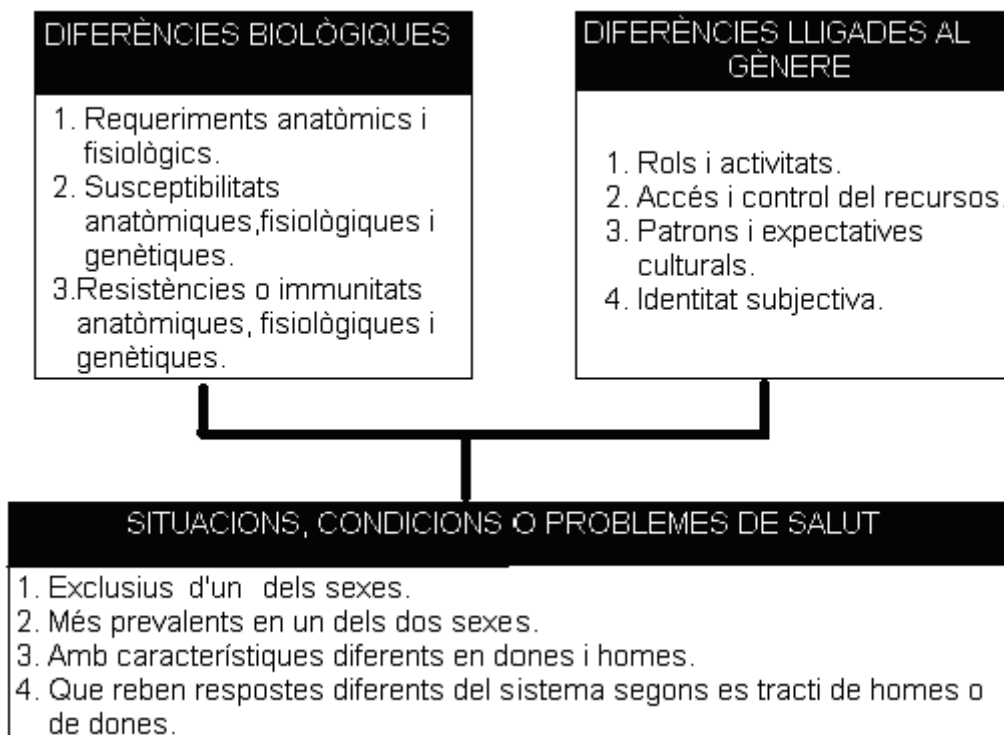 DIFERÈNCIES BIOLÒGIQUES
1. Requeriments anatòmics i
fisiològics.
2. Susceptibilitats
anatòmiques,fisiològiques i
genètiques.
3.Resistències o immunitats
anatòmiques, fisiològiques i
genètiques.
DIFERÈNCIES LLIGADES AL
GÈNERE
1. Rols i activitats.
2. Accés i control del recursos.
3. Patrons i expectatives
culturals.
4. Identitat subjectiva.
SITUACIONS, CONDICIONS O PROBLEMES DE SALUT
1. Exclusius d'un dels sexes.
2. Més prevalents en un dels dos sexes.
3. Amb característiques diferents en dones i homes.
4. Que reben respostes diferents del sistema segons es tracti de homes o
de dones.